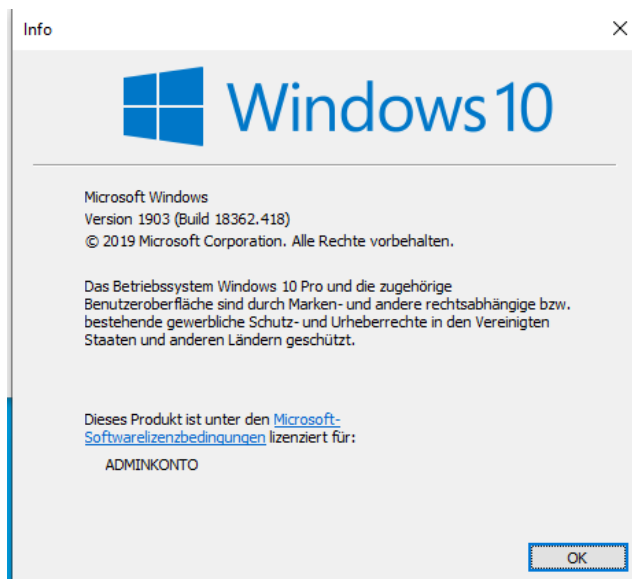 Info
Windows 10
Microsoft Windows
Version 1903 (Build 18362.418)
© 2019 Microsoft Corporation. Alle Rechte vorbehalten.
Das Betriebssystem Windows 10 Pro und die zugehörige
Benutzeroberfläche sind durch Marken- und andere rechtsabhängige bzw.
bestehende gewerbliche Schutz- und Urheberrechte in den Vereinigten
Staaten und anderen Ländern geschützt.
Dieses Produkt ist unter den Microsoft-
Softwarelizenzbedingungen lizenziert für:
ADMINKONTO
OK